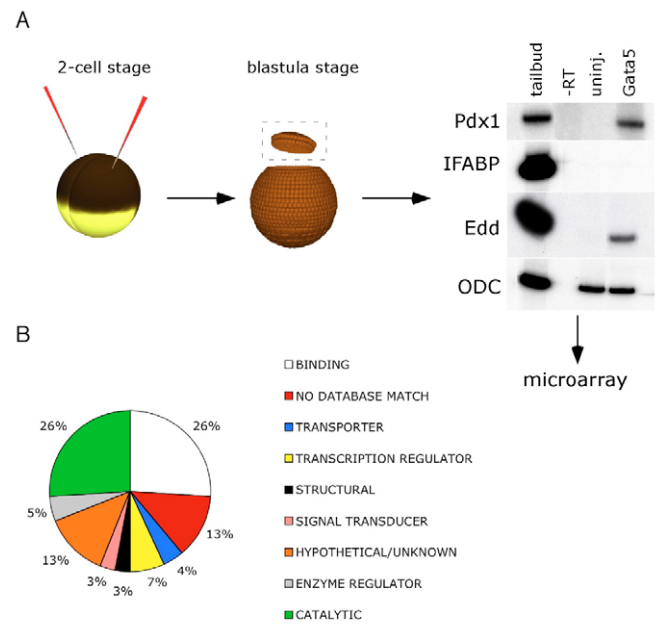 A
2-cell stage
blastula stage
tailbud
-RT
uninj.
Gata5
Pdx1
IFABP
Edd
ODC
microarray
B
26%
26%
5%
13%
13%
3%
3%
7%
4%
BINDING
NO DATABASE MATCH
TRANSPORTER
TRANSCRIPTION REGULATOR
STRUCTURAL
SIGNAL TRANSDUCER
HYPOTHETICAL/UNKNOWN
ENZYME REGULATOR
CATALYTIC